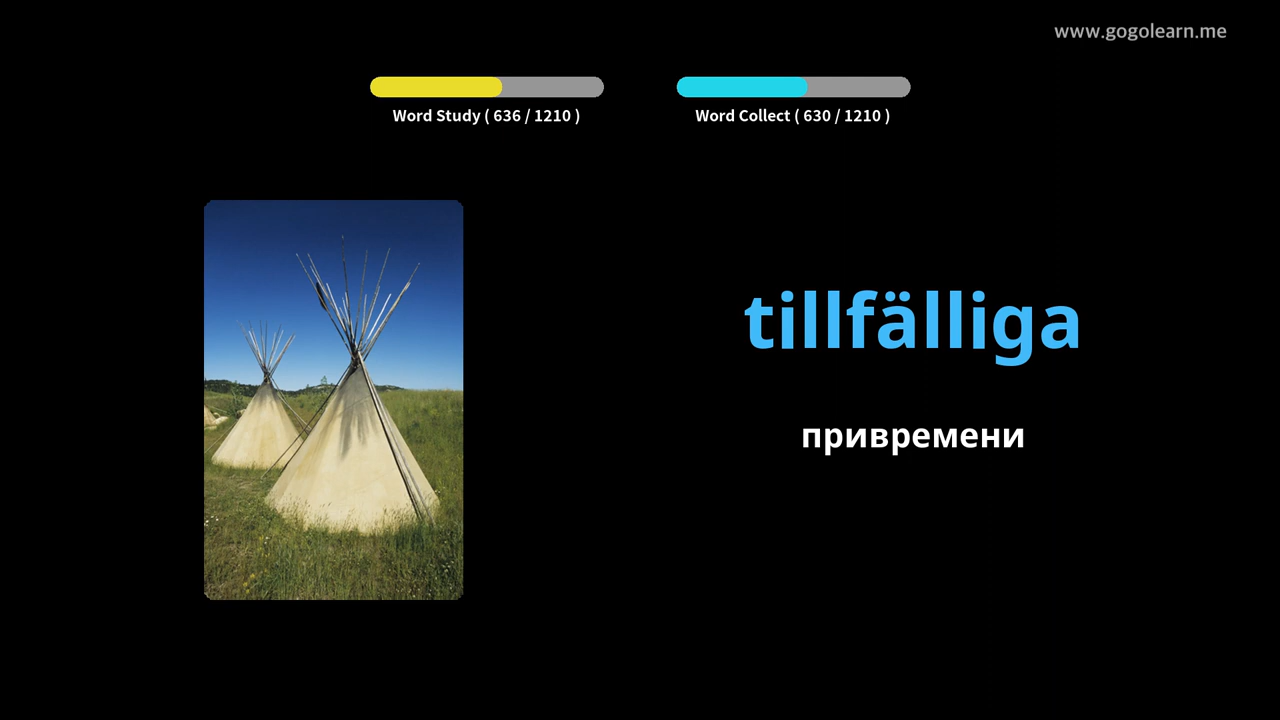 www.gogolearn.me
Word Study ( 636 / 1210 )
Word Collect ( 630 / 1210 )
tillfälliga
привремени